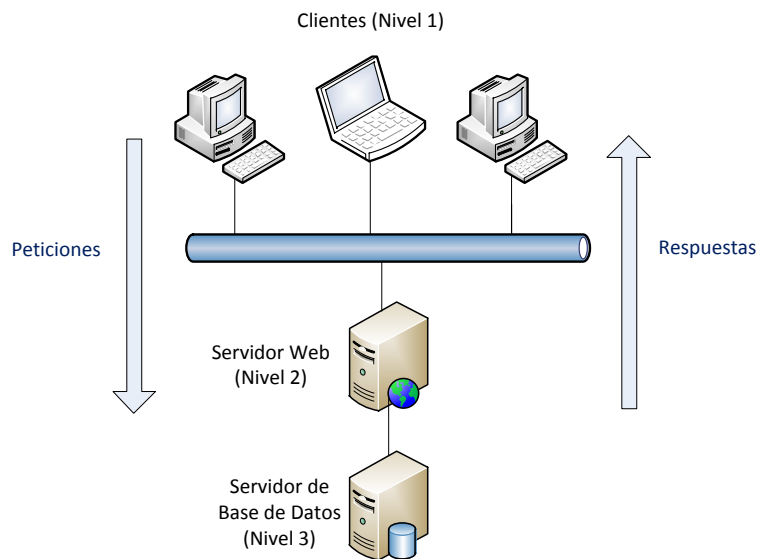 Clientes (Nivel 1)
Peticiones
Respuestas
Servidor Web
(Nivel 2)
Servidor de
Base de Datos
(Nivel 3)